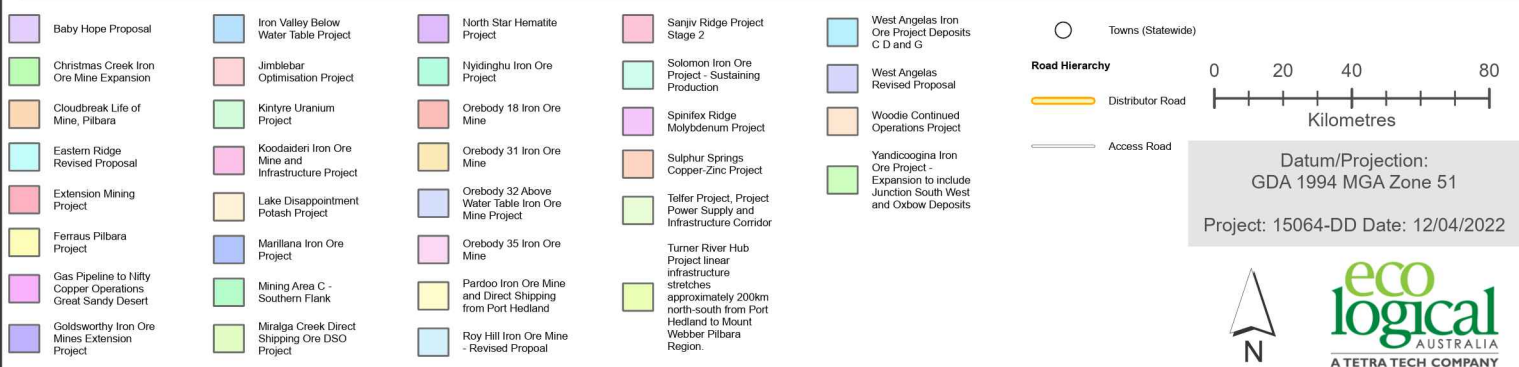 Baby Hope Proposal
Christmas Creek Iron
Ore Mine Expansion
Cloudbreak Life of
Mine, Pilbara
Eastern Ridge
Revised Proposal
Extension Mining
Project
Ferraus Pilbara
Project
Gas Pipeline to Nifty
Copper Operations
Great Sandy Desert
Goldsworthy Iron Ore
Mines Extension
Project
Iron Valley Below
Water Table Project
Jimblebar
Optimisation Project
Kintyre Uranium
Project
Koodaideri Iron Ore
Mine and
Infrastructure Project
Lake Disappointment
Potash Project
Marillana Iron Ore
Project
Mining Area C -
Southern Flank
Miralga Creek Direct
Shipping Ore DSO
Project
North Star Hematite
Project
Nyidinghu Iron Ore
Project
Orebody 18 Iron Ore
Mine
Orebody 31 Iron Ore
Mine
Orebody 32 Above
Water Table Iron Ore
Mine Project
Orebody 35 Iron Ore
Mine
Pardoo Iron Ore Mine
and Direct Shipping
from Port Hedland
Roy Hill Iron Ore Mine
- Revised Propoal
Sanjiv Ridge Project
Stage 2
Solomon Iron Ore
Project - Sustaining
Production
Spinifex Ridge
Molybdenum Project
Sulphur Springs
Copper-Zinc Project
Telfer Project, Project
Power Supply and
Infrastructure Corridor
Turner River Hub
Project linear
infrastructure
stretches
approximately 200km
north-south from Port
Hedland to Mount
Webber Pilbara
Region.
West Angelas Iron
Ore Project Deposits
C D and G
West Angelas
Revised Proposal
Woodie Continued
Operations Project
Yandicoogina Iron
Ore Project -
Expansion to include
Junction South West
and Oxbow Deposits
Towns (Statewide)
Road Hierarchy
Distributor Road
Access Road
0 20 40 80
Kilometres
Datum/Projection:
GDA 1994 MGA Zone 51
Project: 15064-DD Date: 12/04/2022
N
eco
logical
AUSTRALIA
A TETRA TECH COMPANY